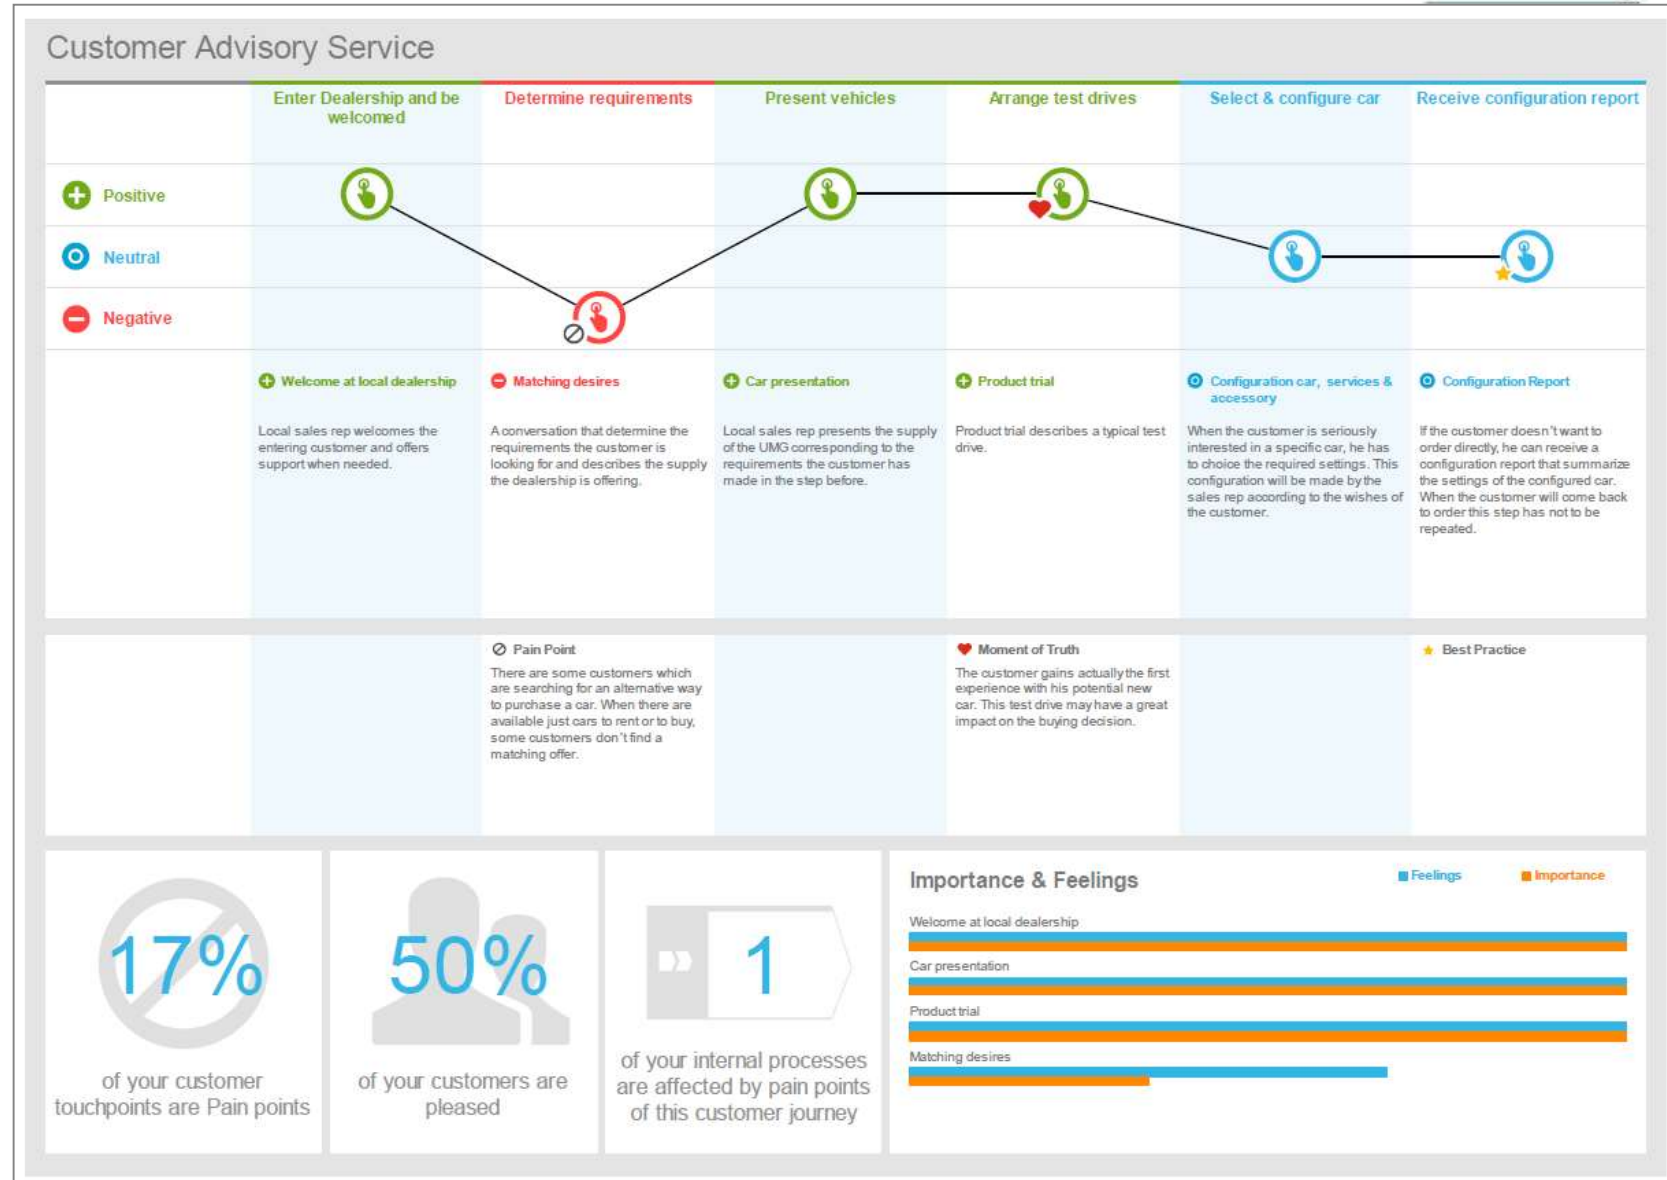 Customer Advisory Service
Enter Dealership and be
welcomed
Determine requirements
Present vehicles
Arrange test drives
Select & configure car
Receive configuration report
Positive
Neutral
Negative
Welcome at local dealership
Local sales rep welcomes the
entering customer and offers
support when needed.
Matching desires
A conversation that determine the
requirements the customer is
looking for and describes the supply
the dealership is offering.
Car presentation
Local sales rep presents the supply
of the UMG corresponding to the
requirements the customer has
made in the step before.
Product trial
Product trial describes a typical test
drive.
Configuration car, services &
accessory
When the customer is seriously
interested in a specific car, he has
to choice the required settings. This
configuration will be made by the
sales rep according to the wishes of
the customer.
Configuration Report
If the customer doesn't want to
order directly, he can receive a
configuration report that summarize
the settings of the configured car.
When the customer will come back
to order this step has not to be
repeated.
Pain Point
There are some customers which
are searching for an alternative way
to purchase a car. When there are
available just cars to rent or to buy,
some customers don't find a
matching offer.
Moment of Truth
The customer gains actually the first
experience with his potential new
car. This test drive may have a great
impact on the buying decision.
Best Practice
17%
of your customer
touchpoints are Pain points
50%
of your customers are
pleased
1
of your internal processes
are affected by pain points
of this customer journey
Importance & Feelings
Feelings
Importance
Welcome at local dealership
Car presentation
Product trial
Matching desires